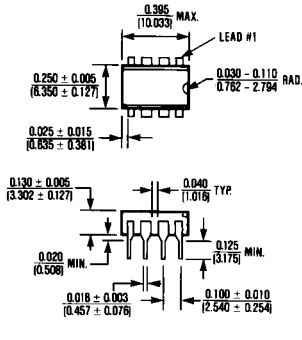 0.395
(10.033) MAX.
LEAD #1
0.250 ± 0.005
(6.350 ± 0.127)
0.030 – 0.110
0.762 – 2.794 RAD.
0.025 ± 0.015
(0.635 ± 0.381)
0.130 ± 0.005
(3.302 ± 0.127)
0.040
(1.016) TYP.
0.020
(0.508) MIN.
0.125
(3.175) MIN.
0.018 ± 0.003
(0.457 ± 0.076)
0.100 ± 0.010
(2.540 ± 0.254)